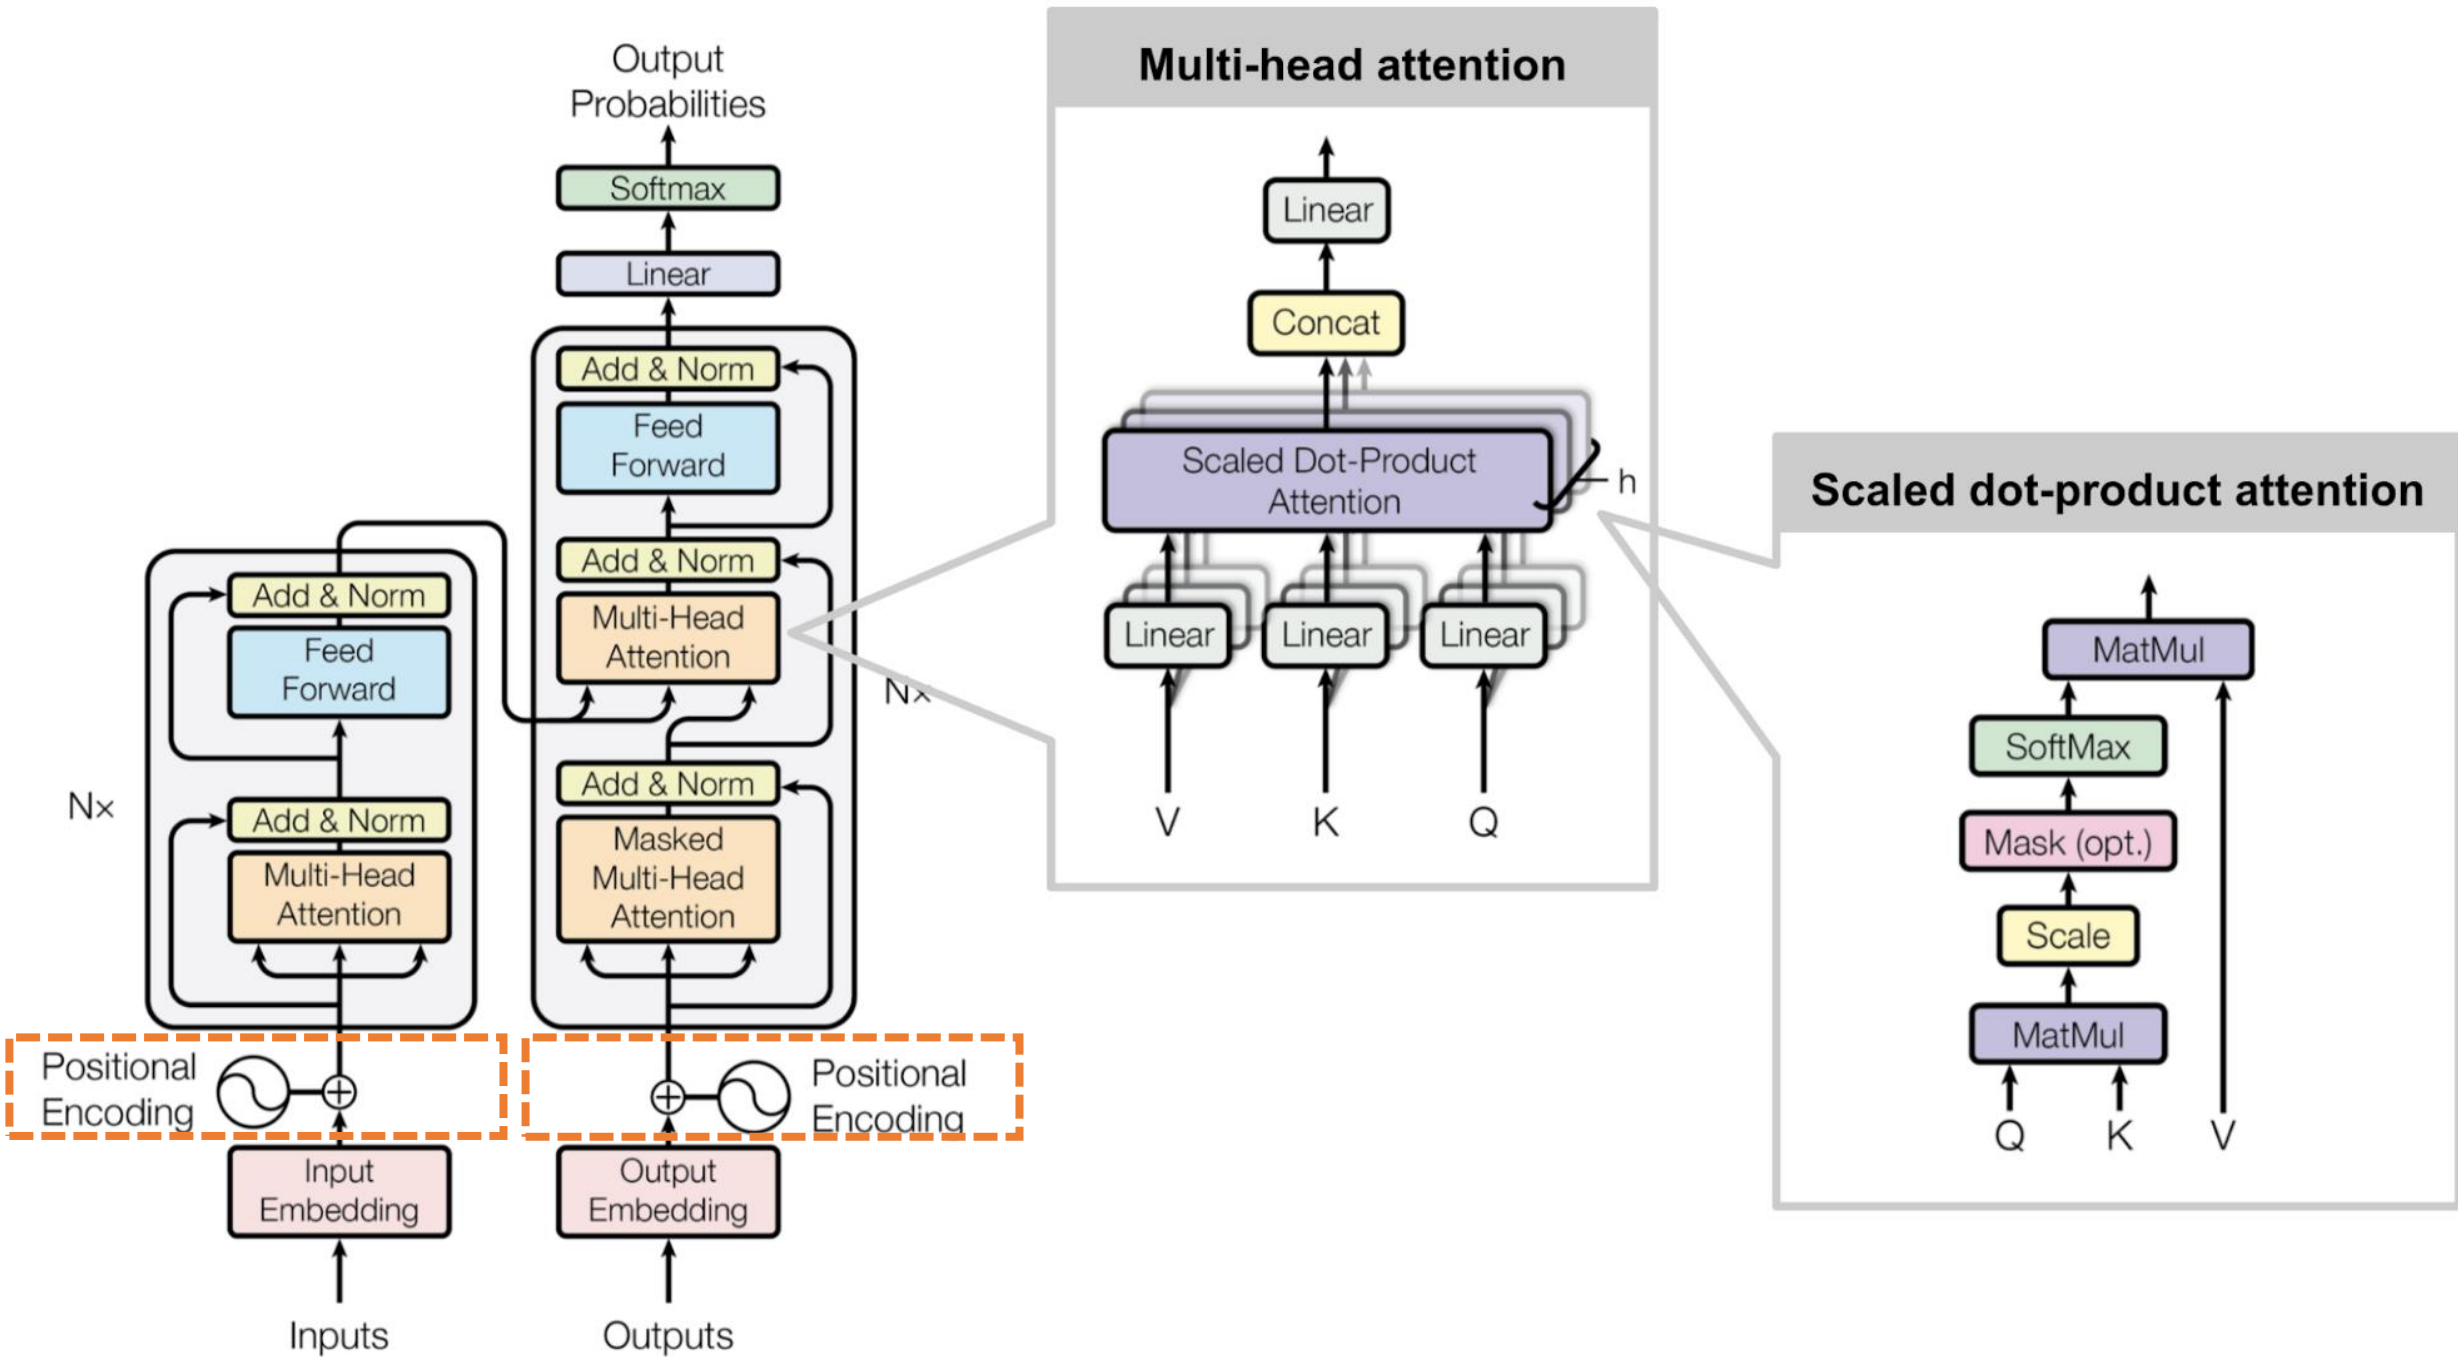 Output
Probabilities
Softmax
Linear
Add & Norm
Feed
Forward
Add & Norm
Multi-Head
Attention
Nx
Add & Norm
Masked
Multi-Head
Attention
Positional
Encoding
Output
Embedding
Outputs
Add & Norm
Feed
Forward
Nx
Add & Norm
Multi-Head
Attention
Positional
Encoding
Input
Embedding
Inputs
Multi-head attention
Linear
Concat
Scaled Dot-Product
Attention
h
Linear Linear Linear
V K Q
Scaled dot-product attention
MatMul
SoftMax
Mask (opt.)
Scale
MatMul
Q K V